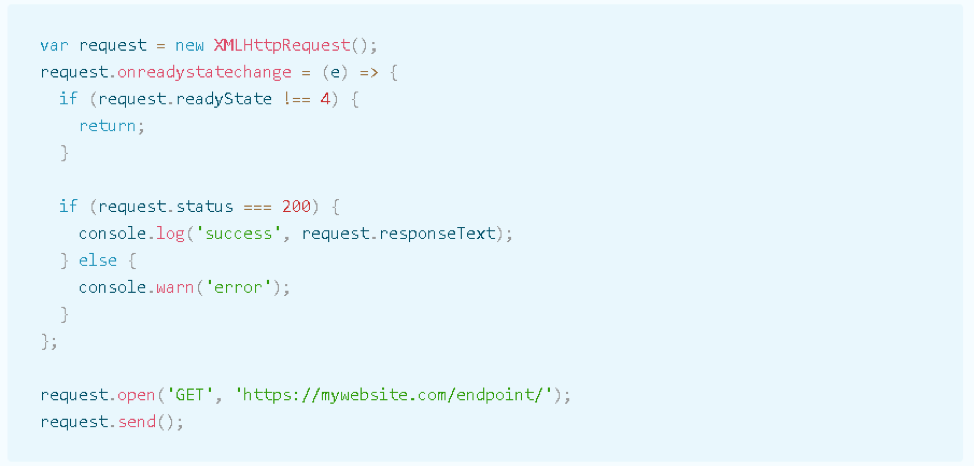 var request = new XMLHttpRequest();
request.onreadystatechange = (e) => {
  if (request.readyState !== 4) {
    return;
  }

  if (request.status === 200) {
    console.log('success', request.responseText);
  } else {
    console.warn('error');
  }
};

request.open('GET', 'https://mywebsite.com/endpoint/');
request.send();